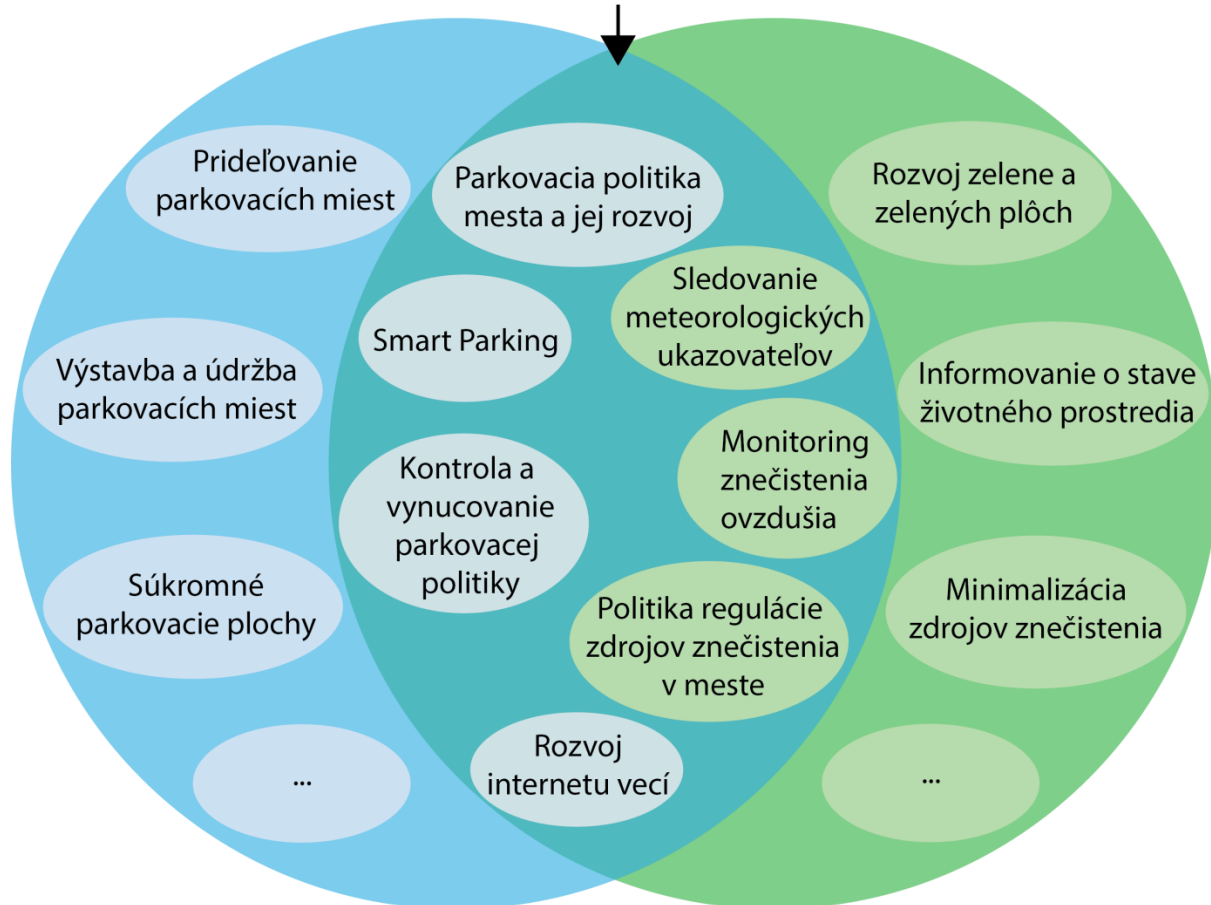 Prideľovanie
parkovacích miest
Výstavba a údržba
parkovacích miest
Súkromné
parkovacie plochy
...
Parkovacia politika
mesta a jej rozvoj
Smart Parking
Sledovanie
meteorologických
ukazovateľov
Kontrola a
vynucovanie
parkovacej
politiky
Monitoring
znečistenia
ovzdušia
Politika regulácie
zdrojov znečistenia
v meste
Rozvoj
internetu vecí
Rozvoj zelene a
zelených plôch
Informovanie o stave
životného prostredia
Minimalizácia
zdrojov znečistenia
...